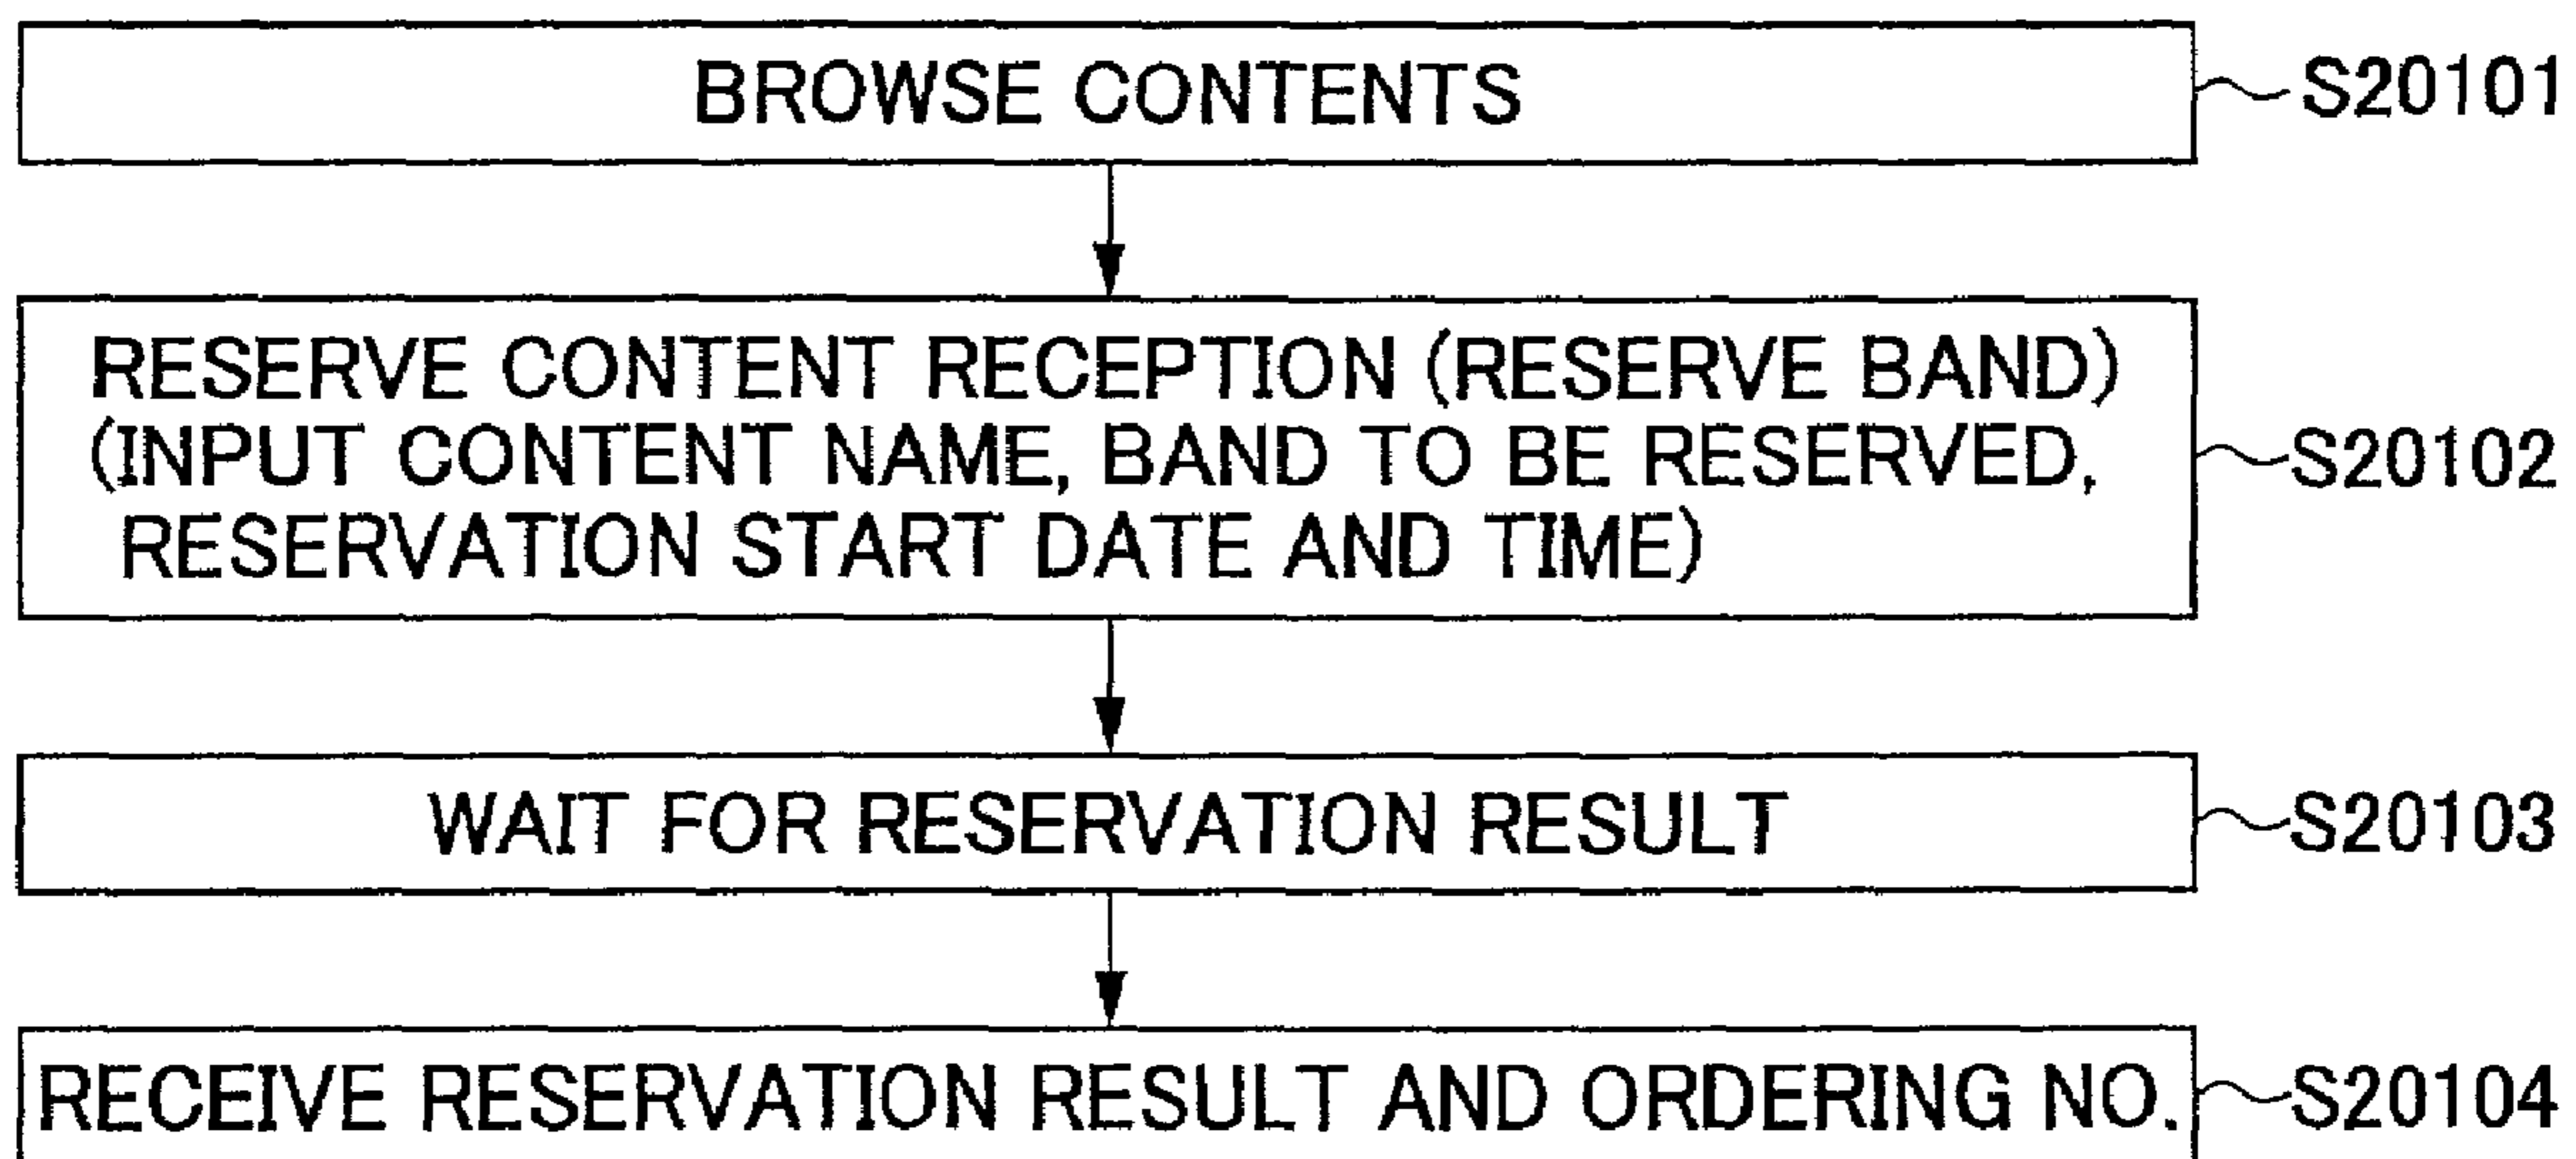 BROWSE CONTENTS
S20101
RESERVE CONTENT RECEPTION (RESERVE BAND)
(INPUT CONTENT NAME, BAND TO BE RESERVED,
RESERVATION START DATE AND TIME)
S20102
WAIT FOR RESERVATION RESULT
S20103
RECEIVE RESERVATION RESULT AND ORDERING NO.
S20104